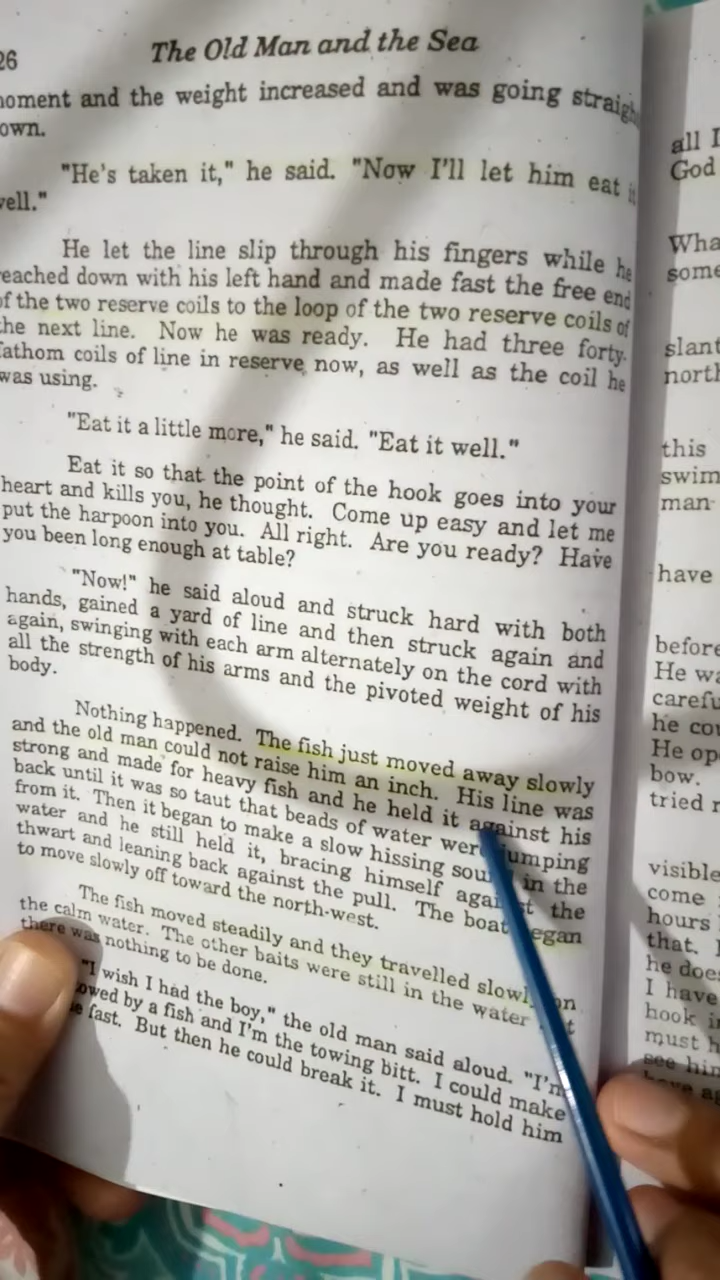 26
The Old Man and the Sea
oment and the weight increased and was going straigh
own.
"He's taken it," he said. "Now I'll let him eat it
well."
He let the line slip through his fingers while he
reached down with his left hand and made fast the free end
of the two reserve coils to the loop of the two reserve coils of
the next line. Now he was ready. He had three forty-
fathom coils of line in reserve now, as well as the coil he
was using.
"Eat it a little more," he said. "Eat it well."
Eat it so that the point of the hook goes into your
heart and kills you, he thought. Come up easy and let me
put the harpoon into you. All right. Are you ready? Have
you been long enough at table?
"Now!" he said aloud and struck hard with both
hands, gained a yard of line and then struck again and
again, swinging with each arm alternately on the cord with
all the strength of his arms and the pivoted weight of his
body.
Nothing happened. The fish just moved away slowly
and the old man could not raise him an inch. His line was
strong and made for heavy fish and he held it against his
back until it was so taut that beads of water were jumping
from it. Then it began to make a slow hissing sou in the
water and he still held it, bracing himself against the
thwart and leaning back against the pull. The boat began
to move slowly off toward the north-west.
The fish moved steadily and they travelled slowly on
the calm water. The other baits were still in the water
there was nothing to be done.
"I wish I had the boy," the old man said aloud. "I'm
owed by a fish and I'm the towing bitt. I could make
e fast. But then he could break it. I must hold him
all I
God
Wha
some
slant
north
this
swim
man
have
before
He wa
carefu
he cou
He op
bow.
tried
visible
come
hours
that.
he does
I have
hook i
must h
see him
have ag